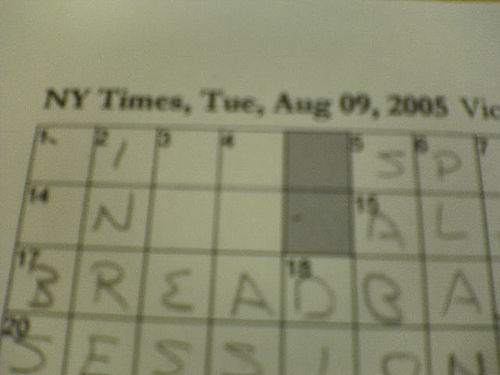 NY Times, Tue, Aug 09, 2005 Vic
1 2 3 4 5 6 7
I S P
14 15
N A L
17 18
B R E A D B A
20
S E S S I O N